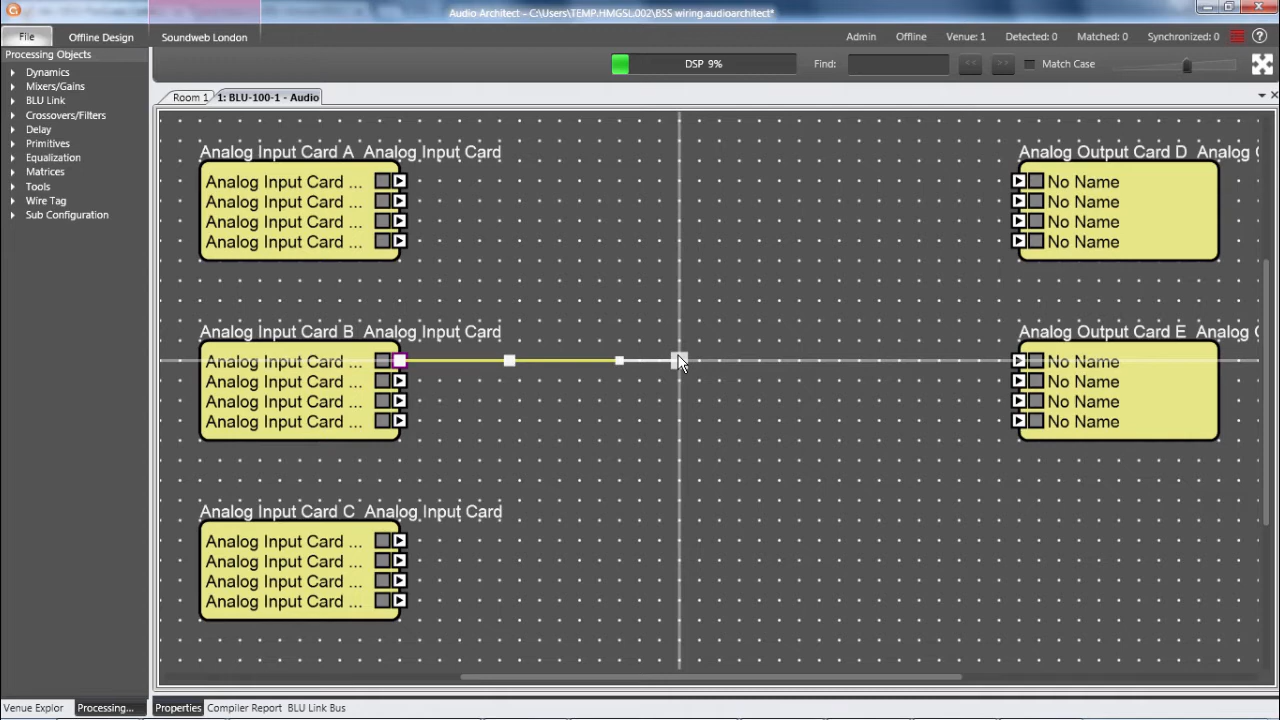 Audio Architect - C:\Users\TEMP.HMGSL.002\BSS wiring.audioarchitect*
File Offline Design Soundweb London Admin Offline Venue: 1 Detected: 0 Matched: 0 Synchronized: 0
Processing Objects
Dynamics
Mixers/Gains
BLU Link
Crossovers/Filters
Delay
Primitives
Equalization
Matrices
Tools
Wire Tag
Sub Configuration
DSP 9% Find: << >> Match Case
Room 1 1: BLU-100-1 - Audio
Analog Input Card A Analog Input Card
Analog Input Card ...
Analog Input Card ...
Analog Input Card ...
Analog Input Card ...
Analog Output Card D Analog
No Name
No Name
No Name
No Name
Analog Input Card B Analog Input Card
Analog Input Card ...
Analog Input Card ...
Analog Input Card ...
Analog Input Card ...
Analog Output Card E Analog
No Name
No Name
No Name
No Name
Analog Input Card C Analog Input Card
Analog Input Card ...
Analog Input Card ...
Analog Input Card ...
Analog Input Card ...
Venue Explor Processing... Properties Compiler Report BLU Link Bus